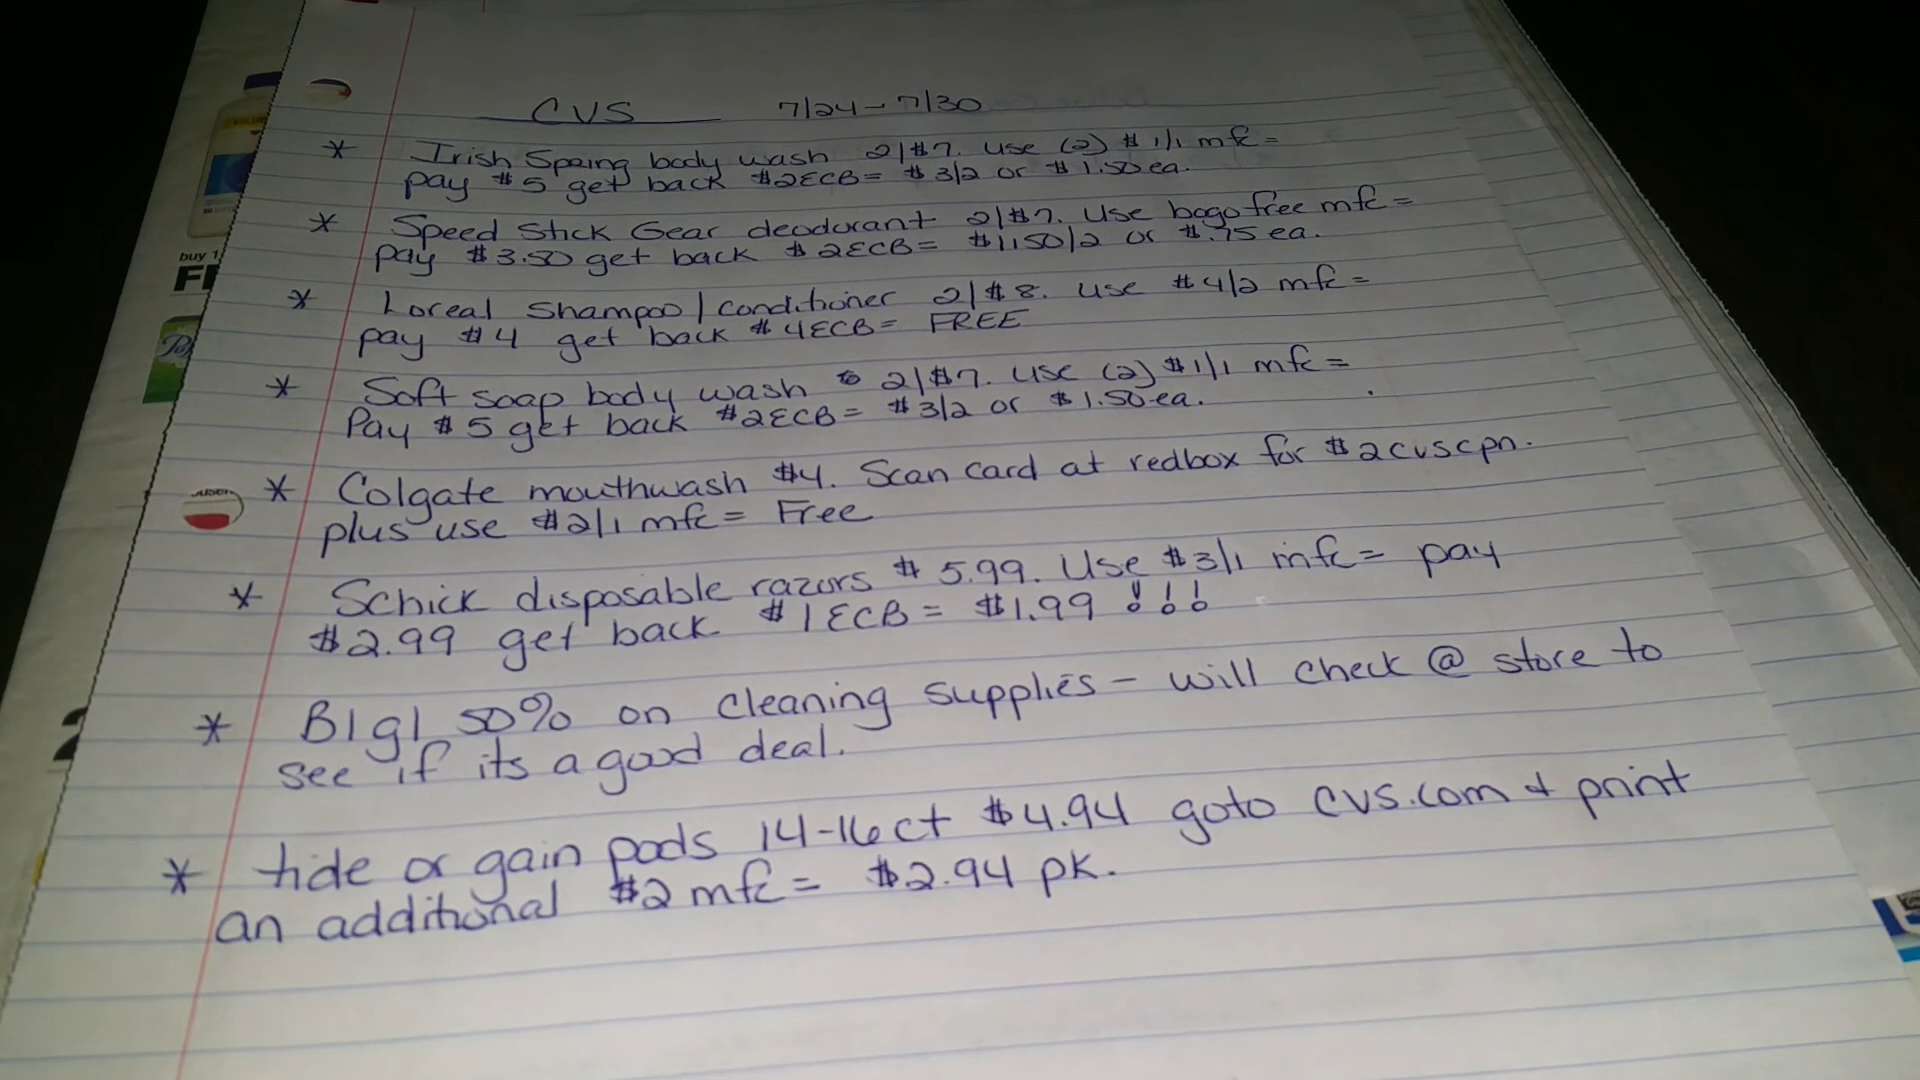 CVS 7/24-7/30
* Irish Spring body wash 2/$7. Use (2) $1/1 mfc =
pay $5 get back $2ECB= $3/2 or $1.50 ea.
* Speed Stick Gear deodorant 2/$7. Use bogo free mfc =
pay $3.50 get back $2ECB= $1.50/2 or $.75 ea.
* Loreal Shampoo/conditioner 2/$8. Use $4/2 mfc =
pay $4 get back $4ECB= FREE
* Soft soap body wash 2/$7. Use (2) $1/1 mfc =
Pay $5 get back $2ECB= $3/2 or $1.50 ea.
* Colgate mouthwash $4. Scan card at redbox for $2 cvs cpn.
plus use $2/1 mfc= Free
* Schick disposable razors $5.99. Use $3/1 mfc= pay
$2.99 get back $1ECB= $1.99 !!!
* B1g1 50% on cleaning supplies - will check @ store to
see if its a good deal.
* tide or gain pods 14-16ct $4.94 goto cvs.com & print
an additional $2 mfc= $2.94 pk.
buy 1,